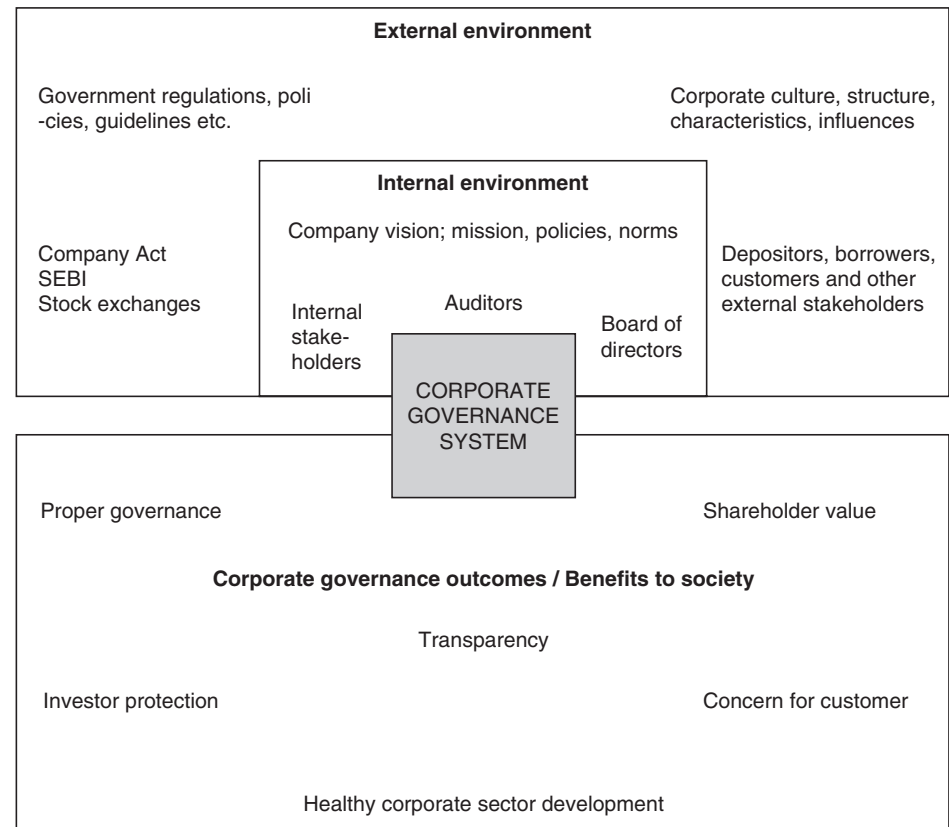 External environment
Government regulations, poli
-cies, guidelines etc.
Corporate culture, structure,
characteristics, influences
Internal environment
Company vision; mission, policies, norms
Company Act
SEBI
Stock exchanges
Depositors, borrowers,
customers and other
external stakeholders
Internal
stake-
holders
Auditors
Board of
directors
CORPORATE
GOVERNANCE
SYSTEM
Proper governance
Shareholder value
Corporate governance outcomes / Benefits to society
Transparency
Investor protection
Concern for customer
Healthy corporate sector development